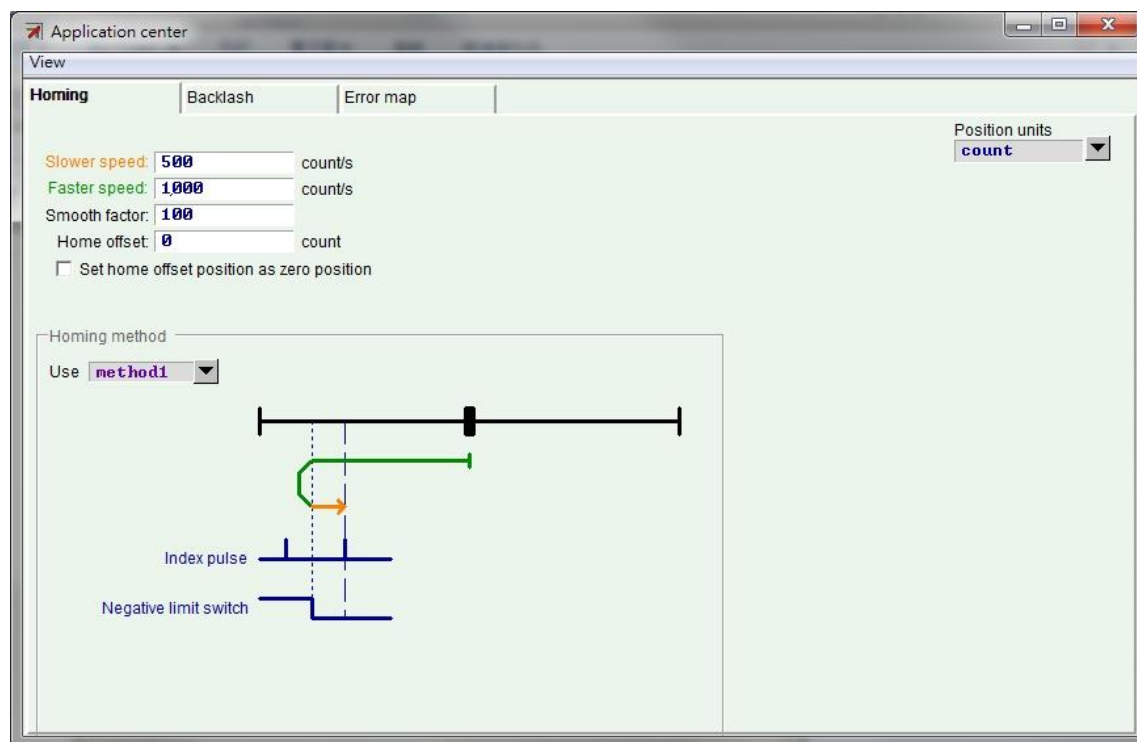 Application center
View
Homing Backlash Error map
Position units
count
Slower speed: 500 count/s
Faster speed: 1,000 count/s
Smooth factor: 100
Home offset: 0 count
Set home offset position as zero position
Homing method
Use method1
Index pulse
Negative limit switch